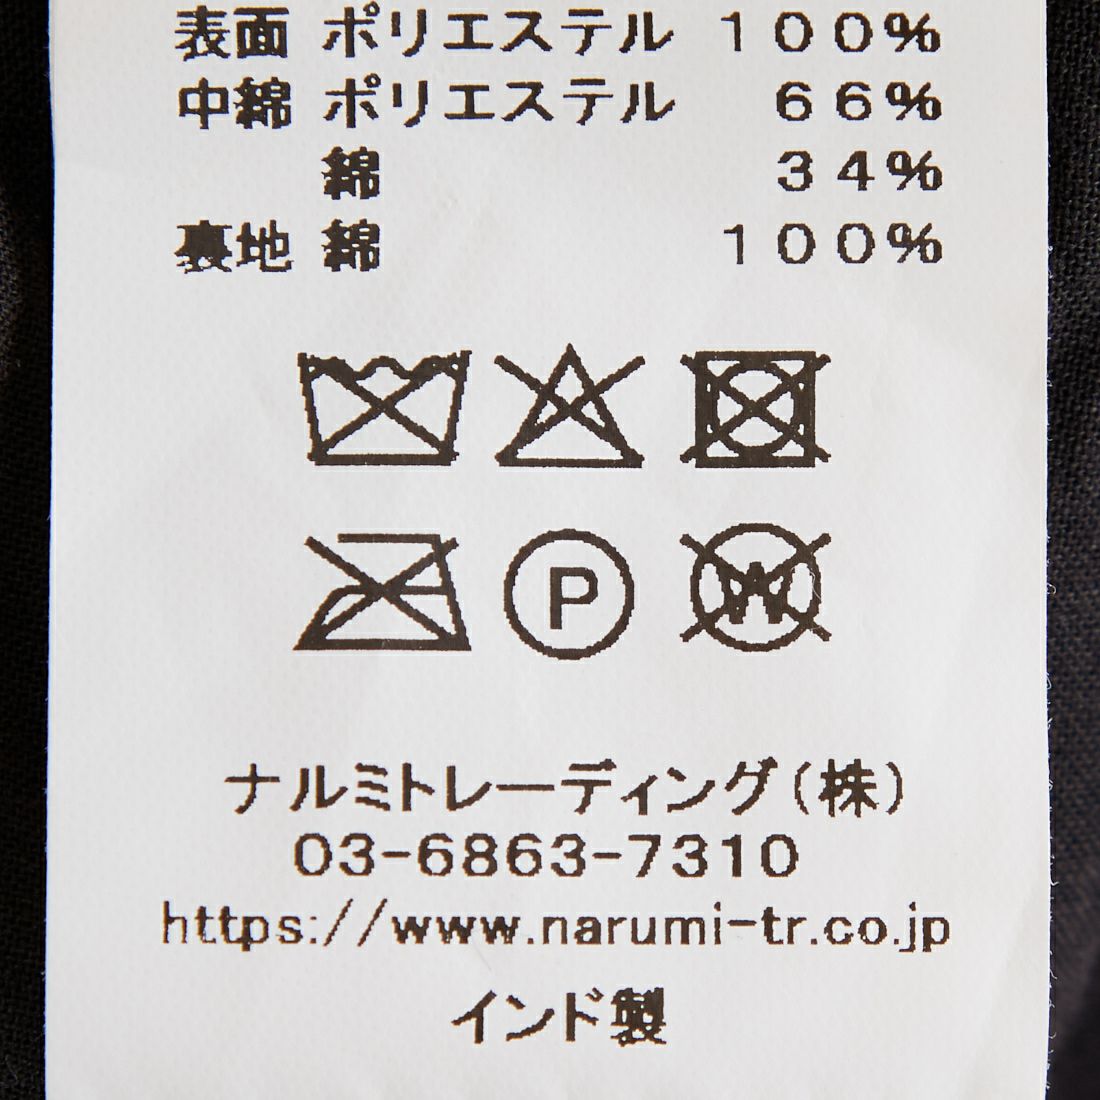 表面 ポリエステル 100%
中綿 ポリエステル 66%
綿 34%
裏地 綿 100%
P
W
ナルミトレーディング(株)
03-6863-7310
https://www.narumi-tr.co.jp
インド製